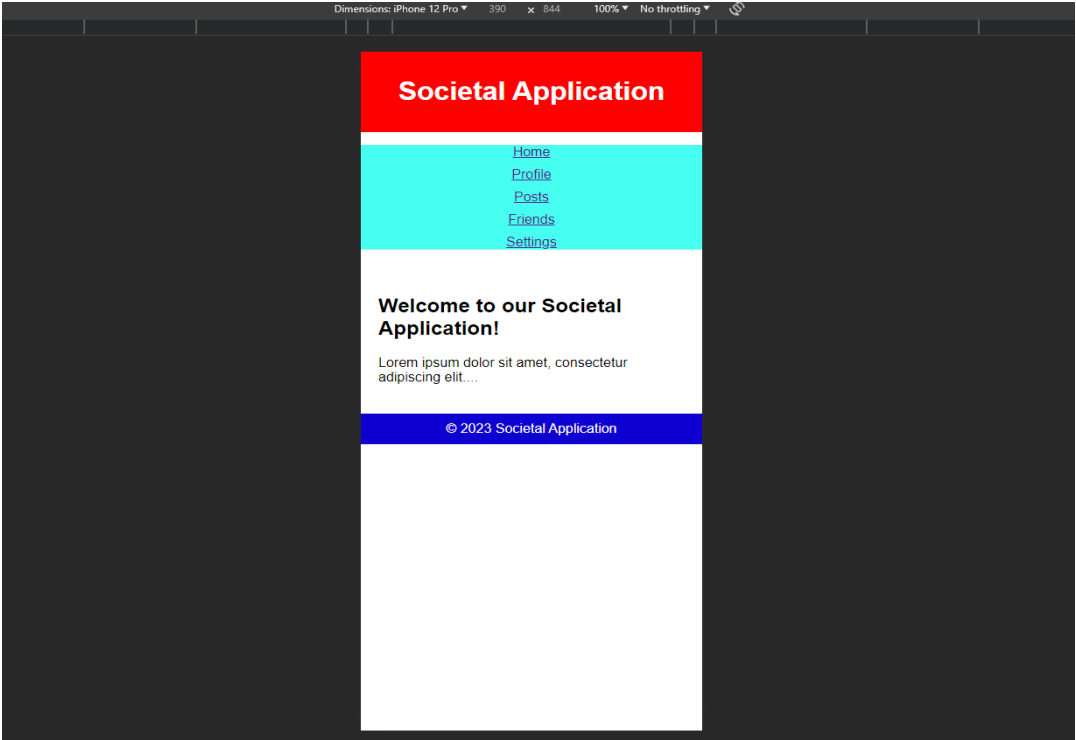 Dimensions: iPhone 12 Pro ▼ 390 × 844 100% ▼ No throttling ▼
Societal Application
Home
Profile
Posts
Friends
Settings
Welcome to our Societal
Application!
Lorem ipsum dolor sit amet, consectetur
adipiscing elit....
© 2023 Societal Application